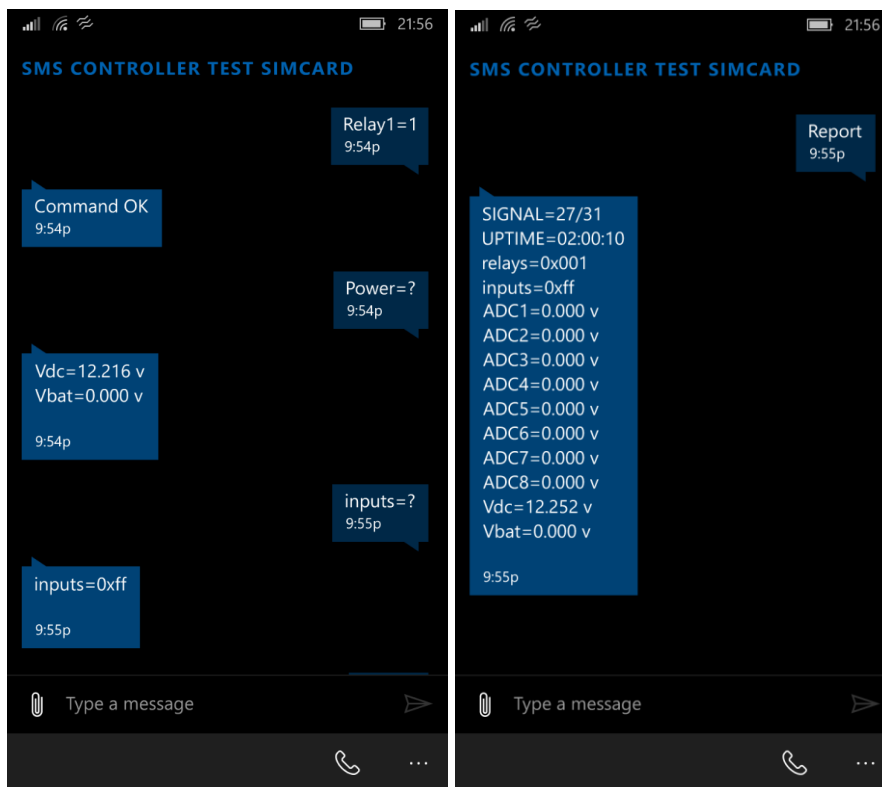 21:56
SMS CONTROLLER TEST SIMCARD
Relay1=1
9:54p
Command OK
9:54p
Power=?
9:54p
Vdc=12.216 v
Vbat=0.000 v
9:54p
inputs=?
9:55p
inputs=0xff
9:55p
Type a message
21:56
SMS CONTROLLER TEST SIMCARD
Report
9:55p
SIGNAL=27/31
UPTIME=02:00:10
relays=0x001
inputs=0xff
ADC1=0.000 v
ADC2=0.000 v
ADC3=0.000 v
ADC4=0.000 v
ADC5=0.000 v
ADC6=0.000 v
ADC7=0.000 v
ADC8=0.000 v
Vdc=12.252 v
Vbat=0.000 v
9:55p
Type a message